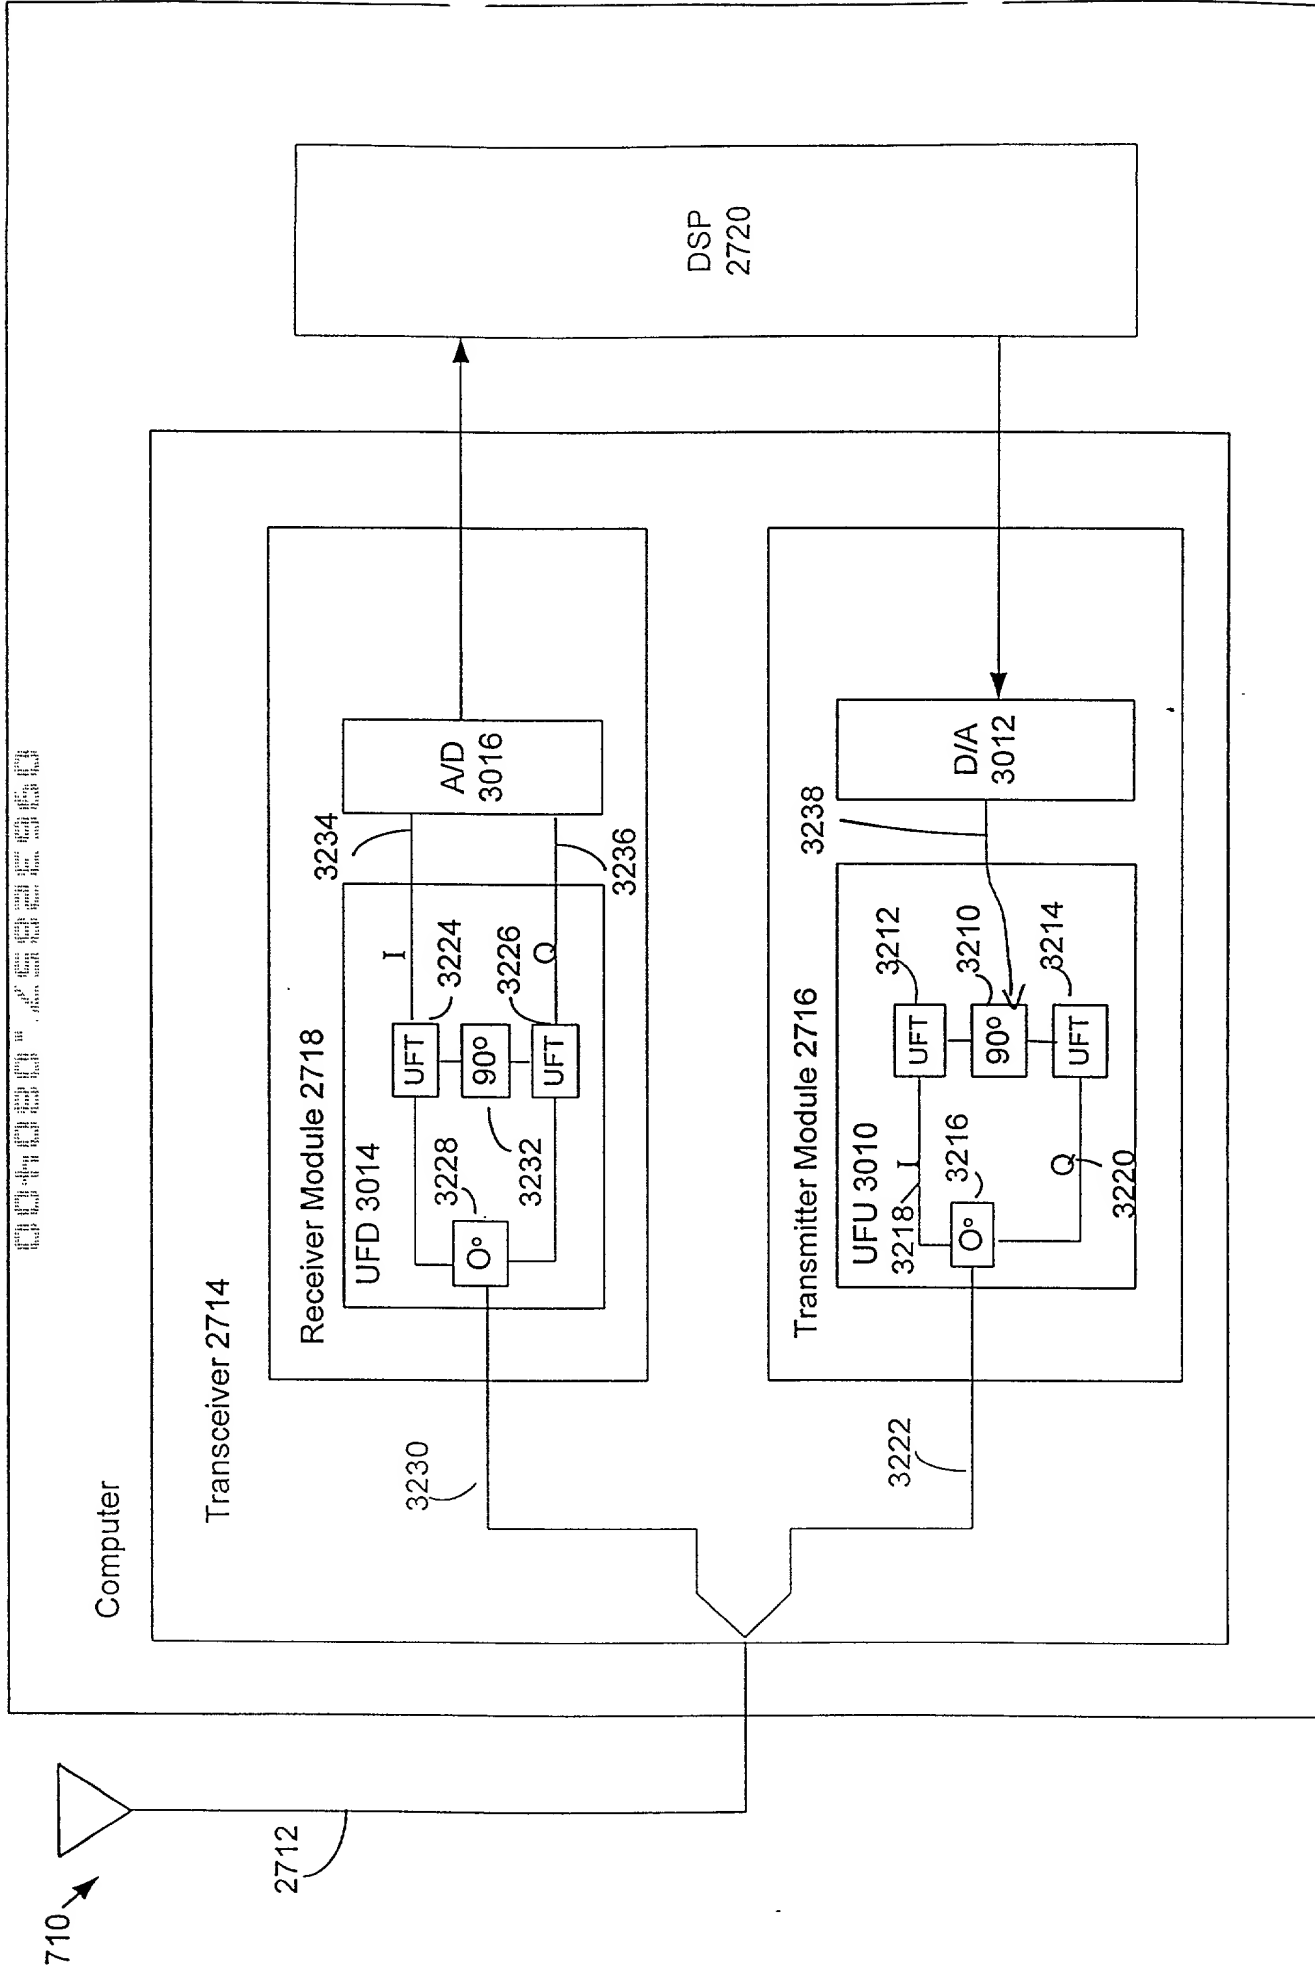 Computer
Transceiver 2714
Receiver Module 2718
UFD 3014
3228
O°
3232
UFT
90°
UFT
I
3224
3226
Q
3234
3236
A/D
3016
3230
Transmitter Module 2716
UFU 3010
3218
I
3216
O°
Q
3220
UFT
90°
UFT
3212
3210
3214
3238
D/A
3012
3222
DSP
2720
710
2712